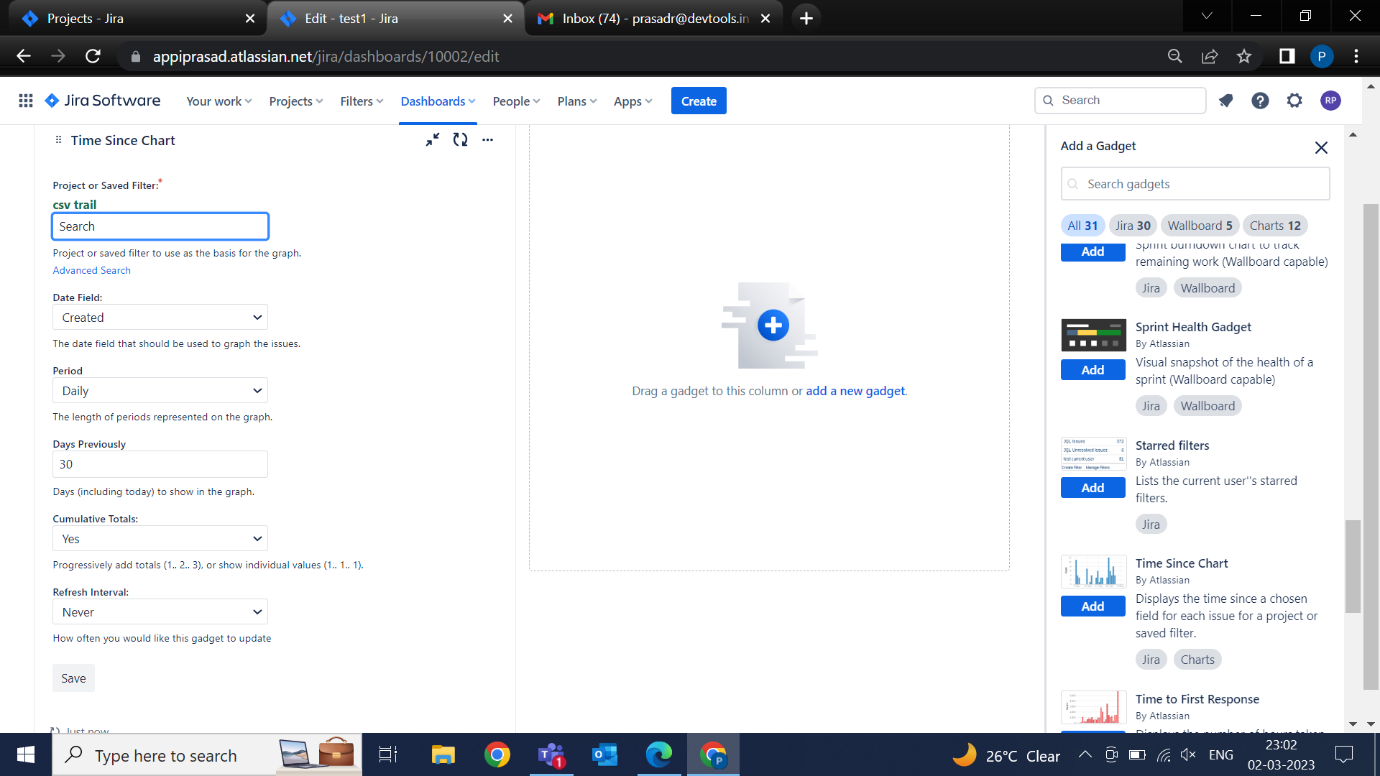 Projects - Jira
Edit - test1 - Jira
Inbox (74) - prasadr@devtools.in
appiprasad.atlassian.net/jira/dashboards/10002/edit
P
Jira Software
Your work
Projects
Filters
Dashboards
People
Plans
Apps
Create
Search
RP
Time Since Chart
Project or Saved Filter:*
csv trail
Search
Project or saved filter to use as the basis for the graph.
Advanced Search
Date Field:
Created
The date field that should be used to graph the issues.
Period
Daily
The length of periods represented on the graph.
Days Previously
30
Days (including today) to show in the graph.
Cumulative Totals:
Yes
Progressively add totals (1.. 2.. 3), or show individual values (1.. 1.. 1).
Refresh Interval:
Never
How often you would like this gadget to update
Save
Just now
Drag a gadget to this column or add a new gadget.
Add a Gadget
Search gadgets
All 31
Jira 30
Wallboard 5
Charts 12
Add
Sprint burndown chart to track
remaining work (Wallboard capable)
Jira
Wallboard
Sprint Health Gadget
By Atlassian
Add
Visual snapshot of the health of a
sprint (Wallboard capable)
Jira
Wallboard
Starred filters
By Atlassian
Add
Lists the current user"s starred
filters.
Jira
Time Since Chart
By Atlassian
Add
Displays the time since a chosen
field for each issue for a project or
saved filter.
Jira
Charts
Time to First Response
By Atlassian
Displays the number of hours taken
Type here to search
1
P
26°C Clear
ENG
23:02
02-03-2023